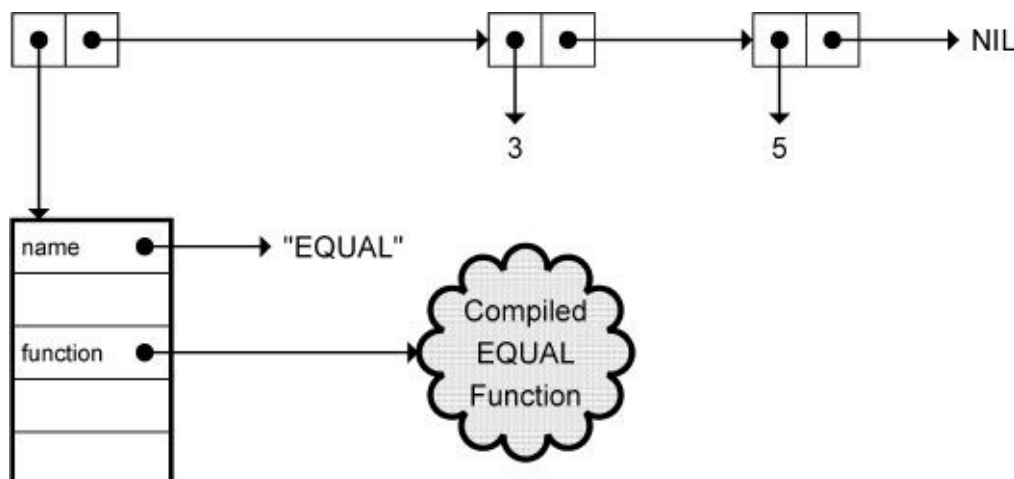 NIL
3
5
name
"EQUAL"
function
Compiled
EQUAL
Function